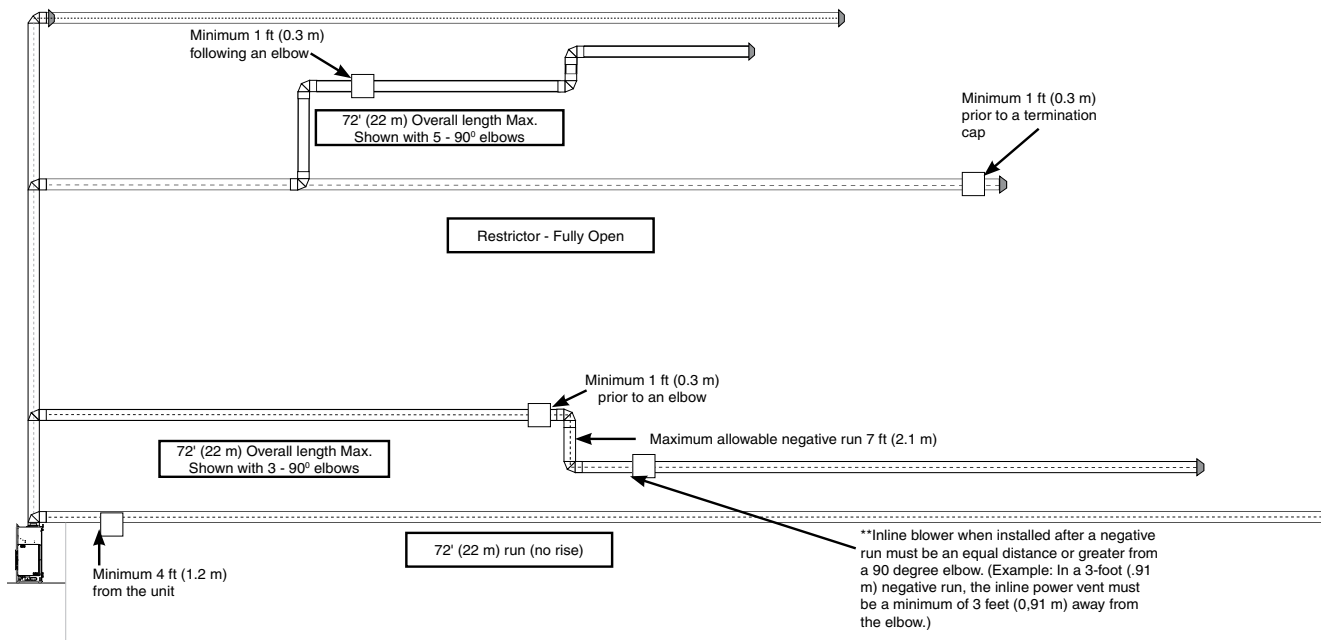 Minimum 1 ft (0.3 m)
following an elbow
72' (22 m) Overall length Max.
Shown with 5 - 90⁰ elbows
Minimum 1 ft (0.3 m)
prior to a termination
cap
Restrictor - Fully Open
Minimum 1 ft (0.3 m)
prior to an elbow
72' (22 m) Overall length Max.
Shown with 3 - 90⁰ elbows
Maximum allowable negative run 7 ft (2.1 m)
72' (22 m) run (no rise)
Minimum 4 ft (1.2 m)
from the unit
**Inline blower when installed after a negative
run must be an equal distance or greater from
a 90 degree elbow. (Example: In a 3-foot (.91
m) negative run, the inline power vent must
be a minimum of 3 feet (0,91 m) away from
the elbow.)